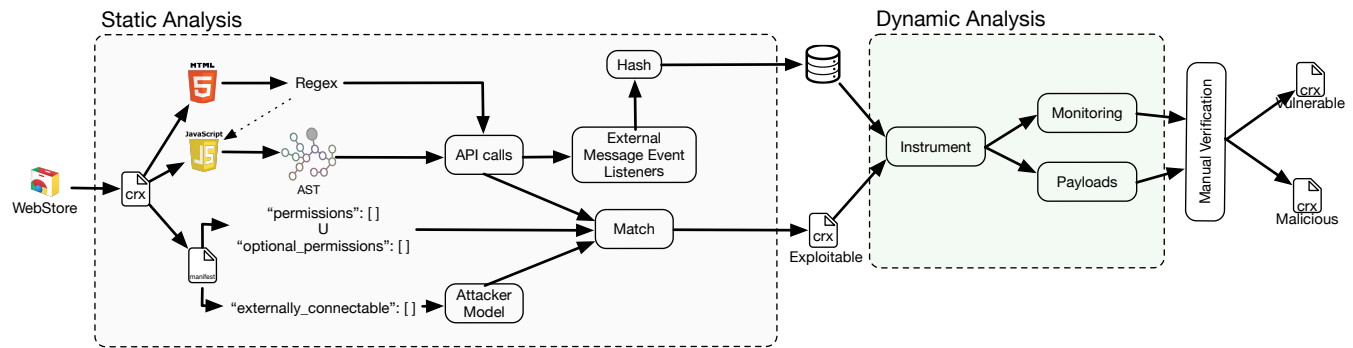 Static Analysis
Dynamic Analysis
HTML
5
Regex
Hash
JavaScript
JS
AST
API calls
External
Message Event
Listeners
WebStore
crx
"permissions": [ ]
U
"optional_permissions": [ ]
manifest
"externally_connectable": [ ]
Attacker
Model
Match
crx
Exploitable
Instrument
Monitoring
Payloads
Manual Verification
crx
Vulnerable
crx
Malicious